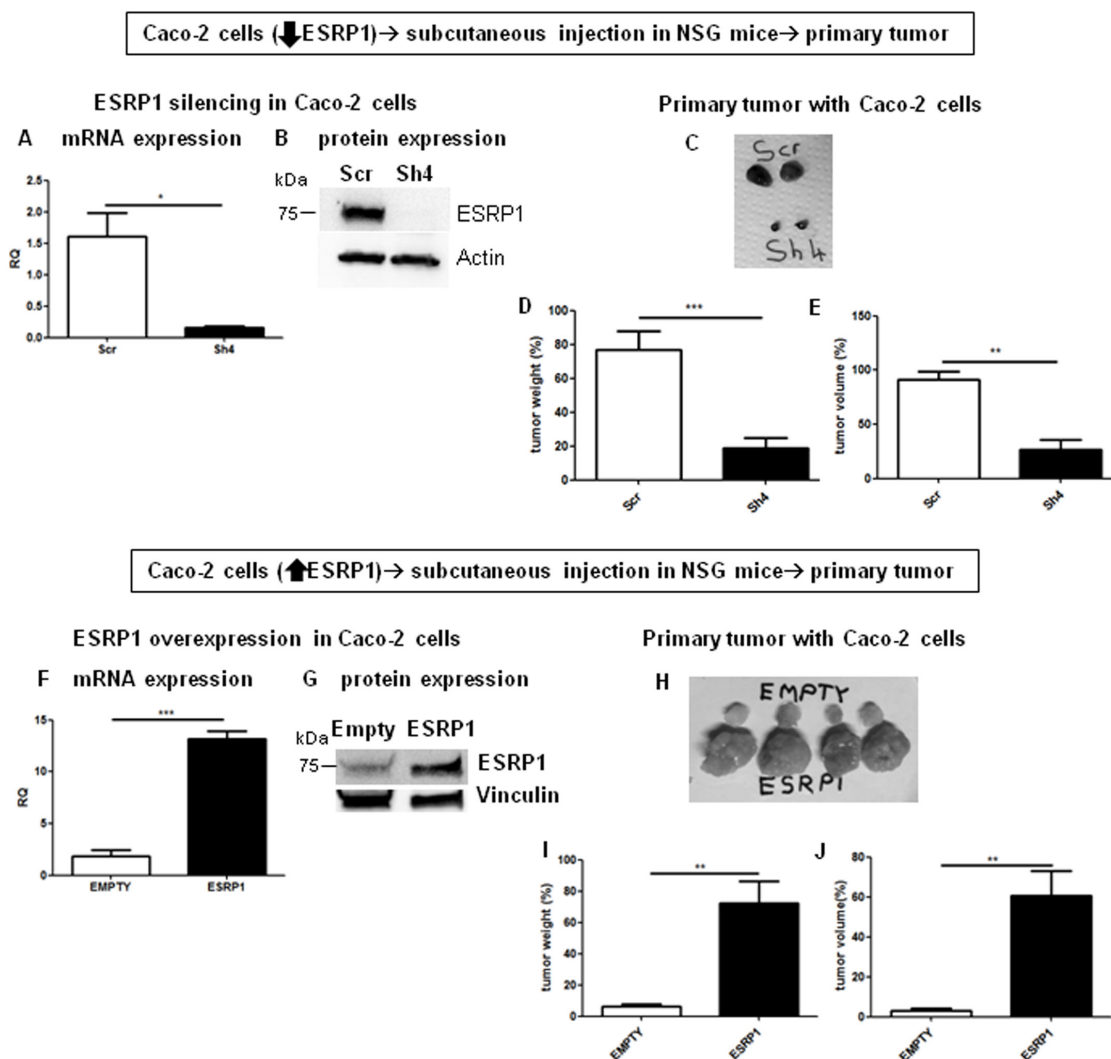 Caco-2 cells (⬇ESRP1)→ subcutaneous injection in NSG mice→ primary tumor
ESRP1 silencing in Caco-2 cells
Primary tumor with Caco-2 cells
A mRNA expression
2.5
2.0
1.5
1.0
0.5
0.0
RQ
*
Scr Sh4
B protein expression
kDa Scr Sh4
75 ESRP1
Actin
C
Scr
Sh4
D
100
80
60
40
20
0
tumor weight (%)
***
Scr Sh4
E
150
100
50
0
tumor volume (%)
**
Scr Sh4
Caco-2 cells (⬆ESRP1)→ subcutaneous injection in NSG mice→ primary tumor
ESRP1 overexpression in Caco-2 cells
Primary tumor with Caco-2 cells
F mRNA expression
15
10
5
0
RQ
***
EMPTY ESRP1
G protein expression
kDa Empty ESRP1
75 ESRP1
Vinculin
H
EMPTY
ESRP1
I
100
80
60
40
20
0
tumor weight (%)
**
EMPTY ESRP1
J
80
60
40
20
0
tumor volume(%)
**
EMPTY ESRP1